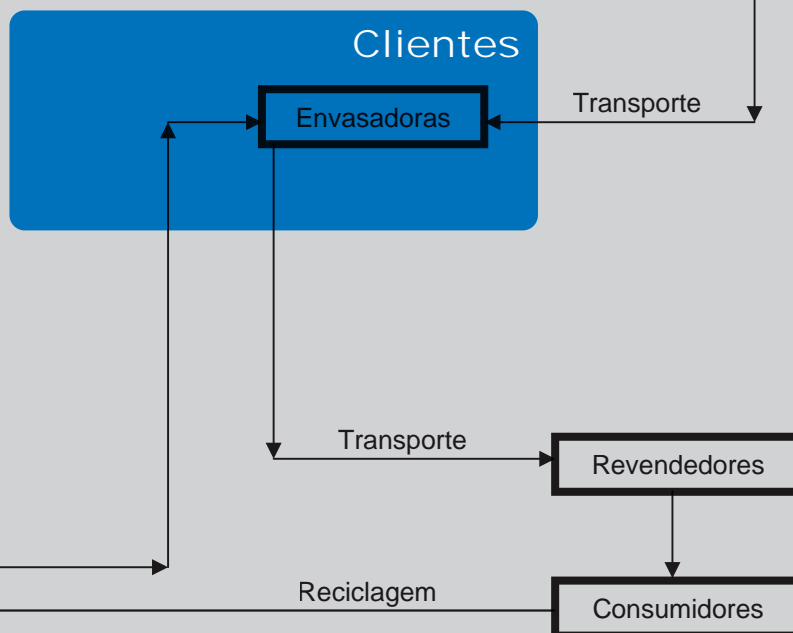 Clientes
Transporte
Envasadoras
Transporte
Revendedores
Reciclagem
Consumidores